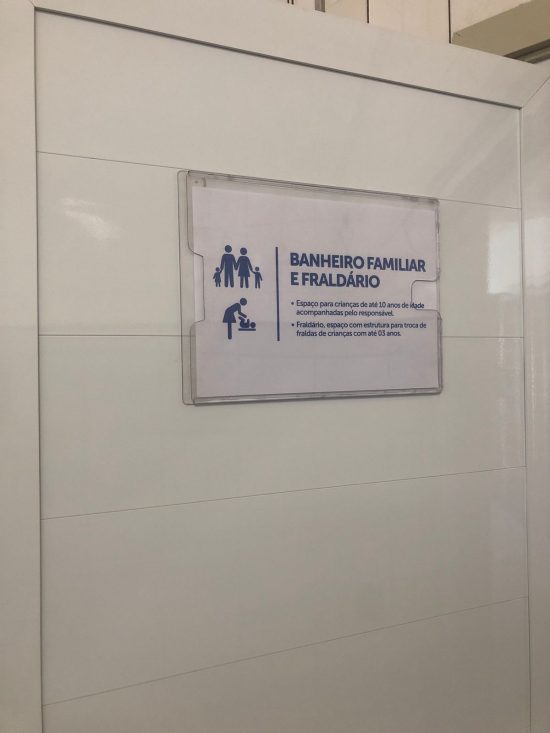 BANHEIRO FAMILIAR
E FRALDÁRIO
• Espaço para crianças de até 10 anos de idade
acompanhadas pelo responsável.
• Fraldário, espaço com estrutura para troca de
fraldas de crianças com até 03 anos.